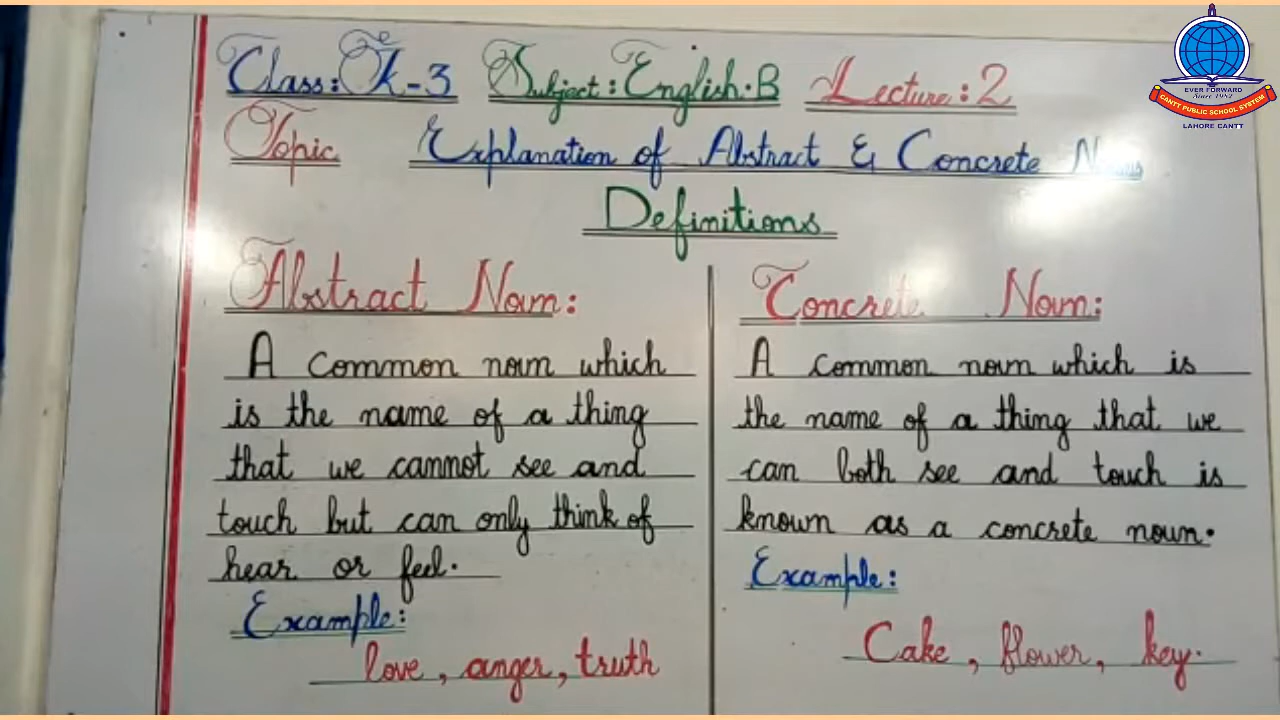 Class: K-3 Subject: English-B Lecture: 2
Topic Explanation of Abstract & Concrete Nouns
Definitions
Abstract Noun:
A common noun which
is the name of a thing
that we cannot see and
touch but can only think of
hear or feel.
Example:
love, anger, truth
Concrete Noun:
A common noun which is
the name of a thing that we
can both see and touch is
known as a concrete noun.
Example:
Cake, flower, key.
EVER FORWARD
Since 1982
CANTT PUBLIC SCHOOL SYSTEM
LAHORE CANTT